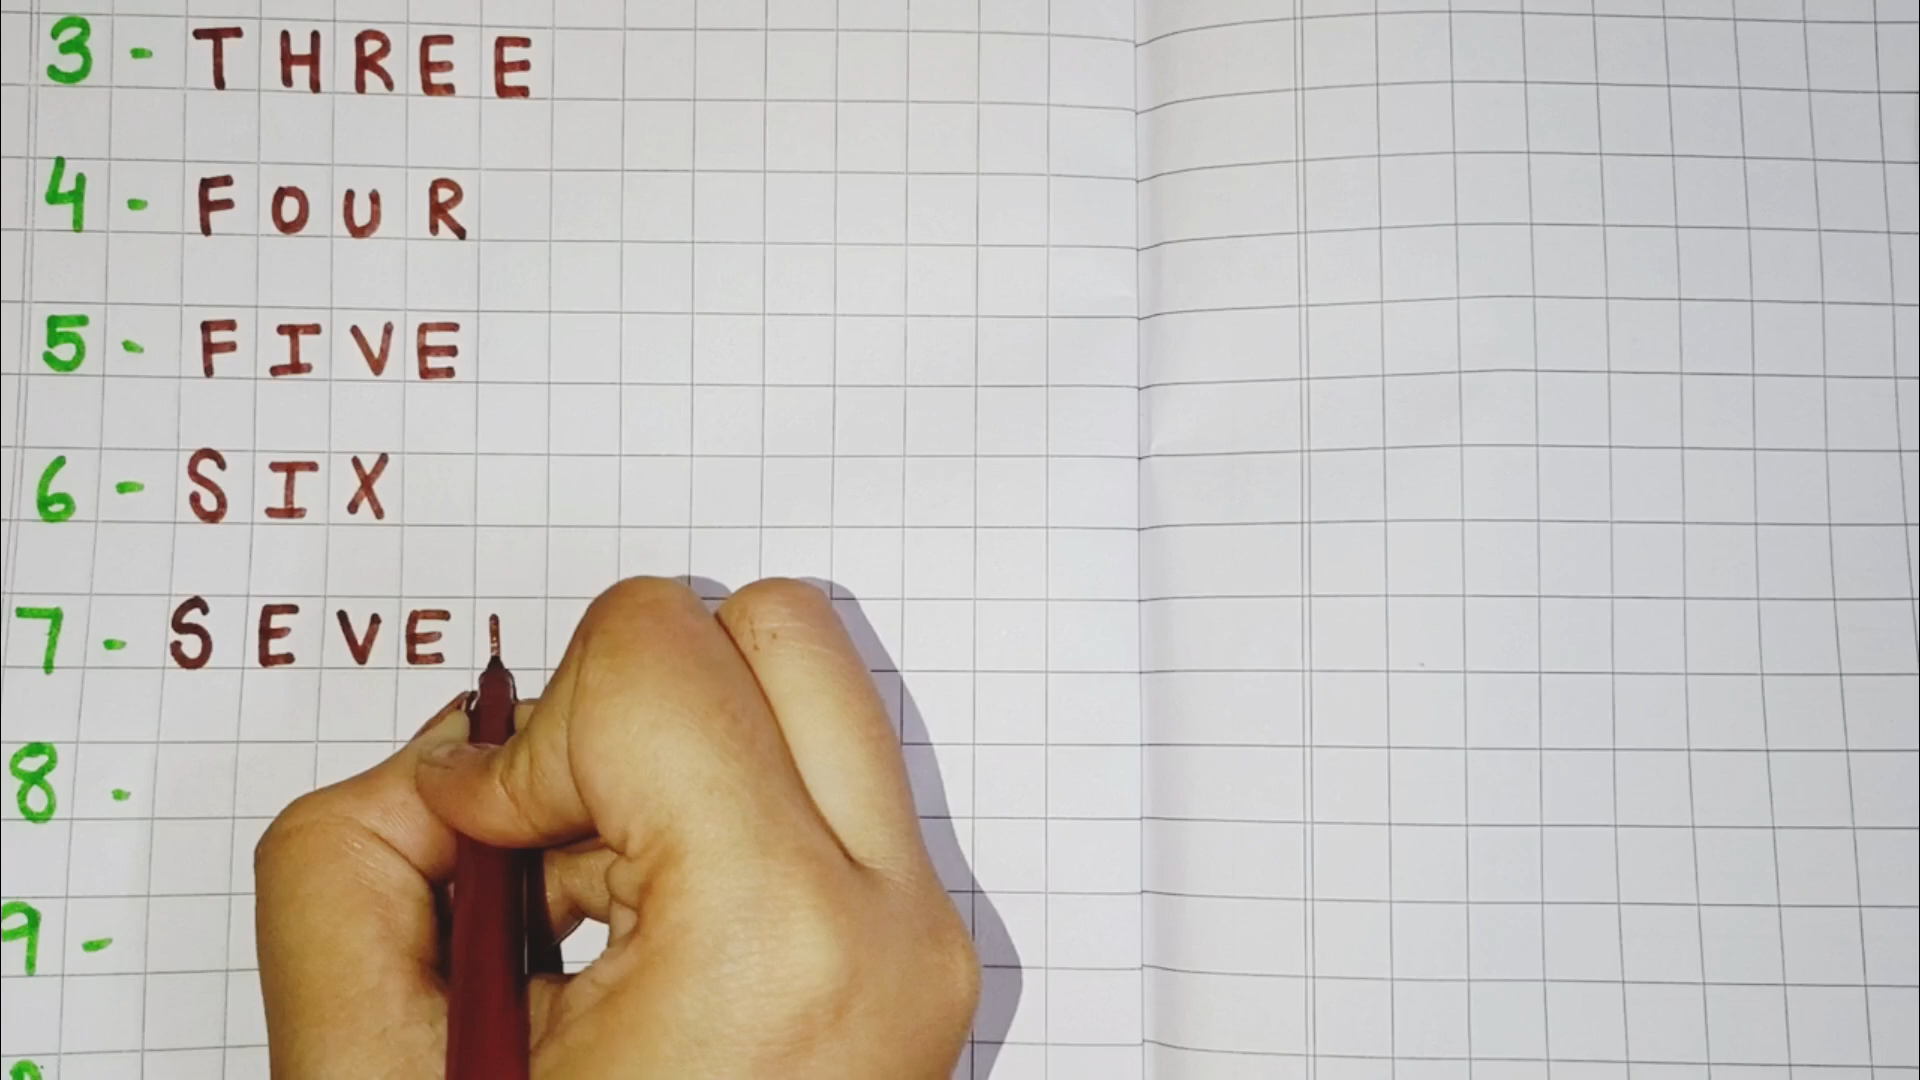 3 - THREE
4 - FOUR
5 - FIVE
6 - SIX
7 - SEVE
8 -
9 -